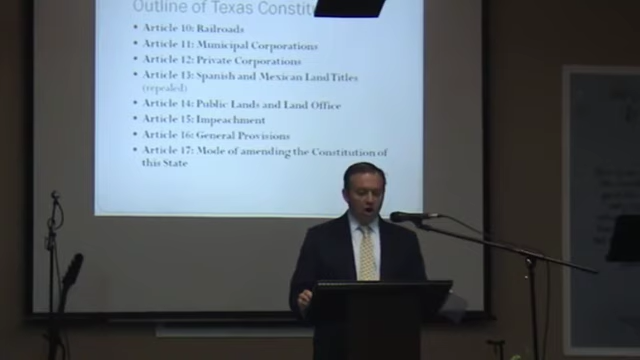 Outline of Texas Constitu
• Article 10: Railroads
• Article 11: Municipal Corporations
• Article 12: Private Corporations
• Article 13: Spanish and Mexican Land Titles
(repealed)
• Article 14: Public Lands and Land Office
• Article 15: Impeachment
• Article 16: General Provisions
• Article 17: Mode of amending the Constitution of
this State